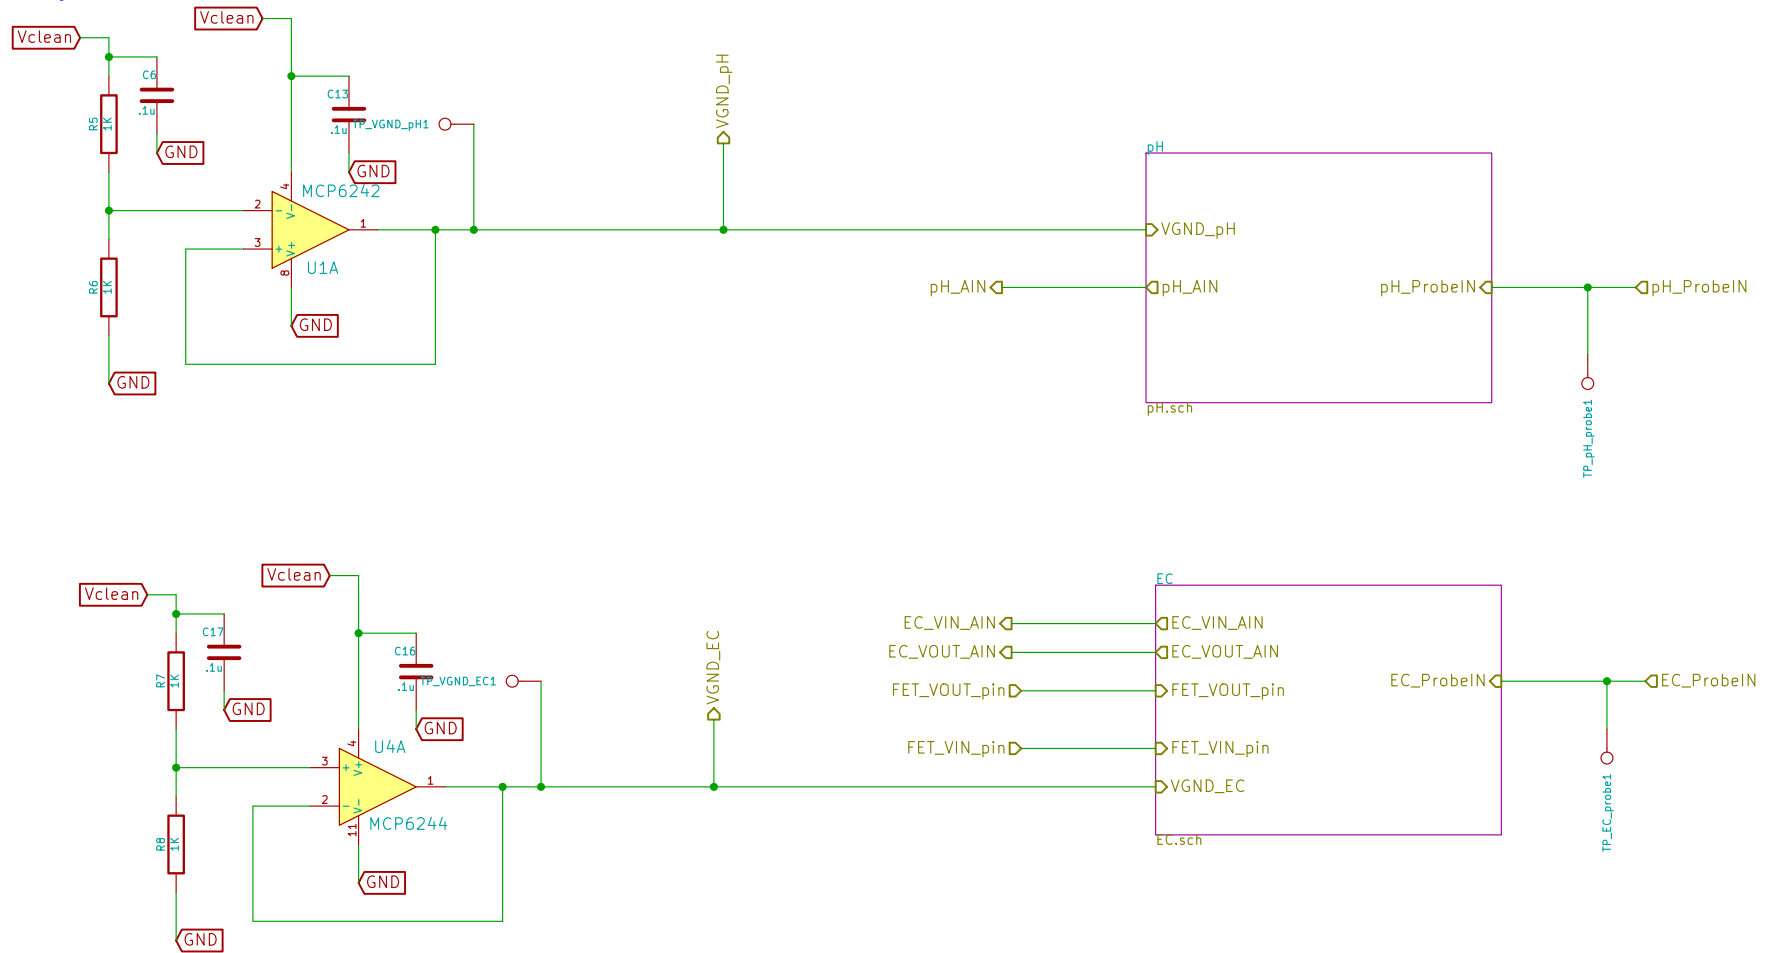 Vclean
Vclean
C6
.1u
R5
1K
GND
C13
.1u
TP_VGND_pH1
GND
VGND_pH
MCP6242
4
2
-
V-
1
3
+
V+
8
U1A
R6
1K
GND
GND
pH
VGND_pH
pH_AIN
pH_AIN
pH_ProbeIN
pH_ProbeIN
pH.sch
TP_pH_probe1
Vclean
Vclean
C17
.1u
R7
1K
GND
C16
.1u
TP_VGND_EC1
GND
VGND_EC
U4A
4
3
+
V+
1
2
-
V-
11
MCP6244
R8
1K
GND
GND
EC
EC_VIN_AIN
EC_VIN_AIN
EC_VOUT_AIN
EC_VOUT_AIN
FET_VOUT_pin
FET_VOUT_pin
EC_ProbeIN
EC_ProbeIN
FET_VIN_pin
FET_VIN_pin
VGND_EC
EC.sch
TP_EC_probe1